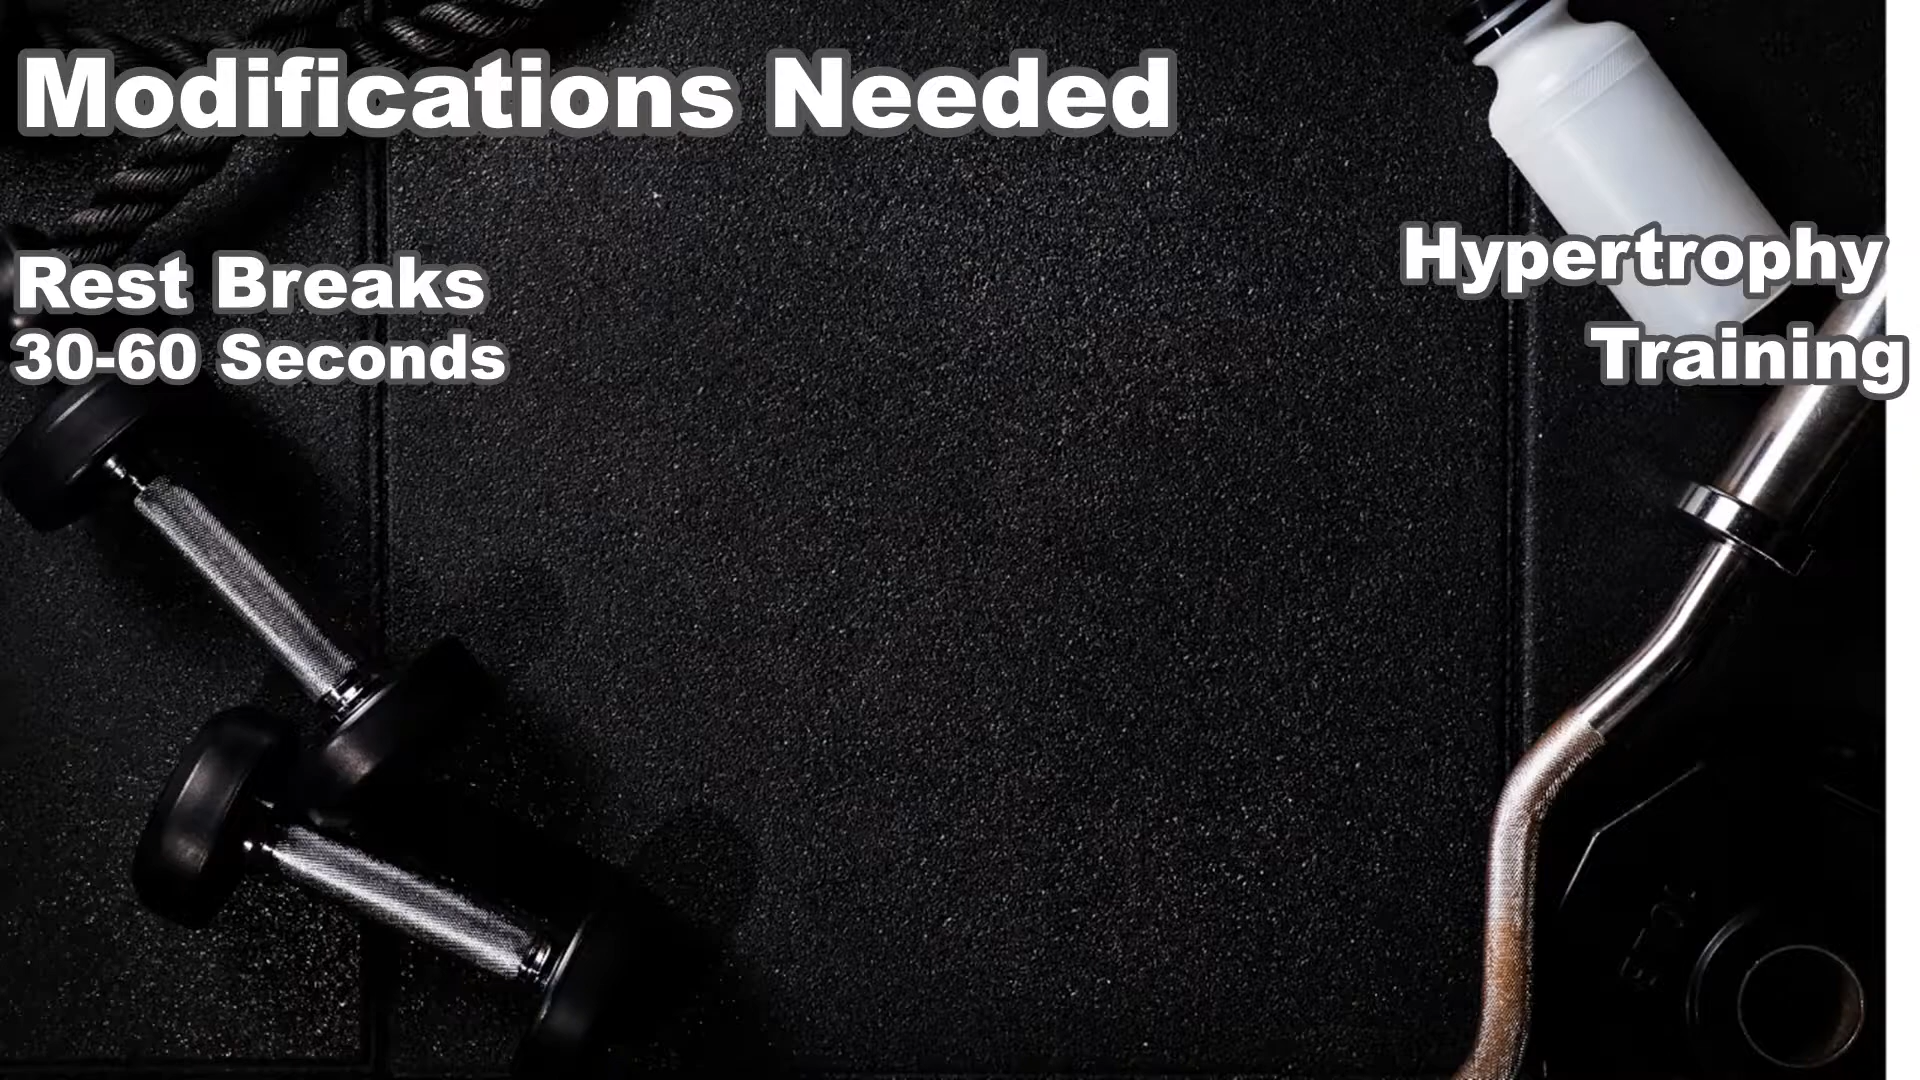 Modifications Needed
Rest Breaks
30-60 Seconds
Hypertrophy
Training